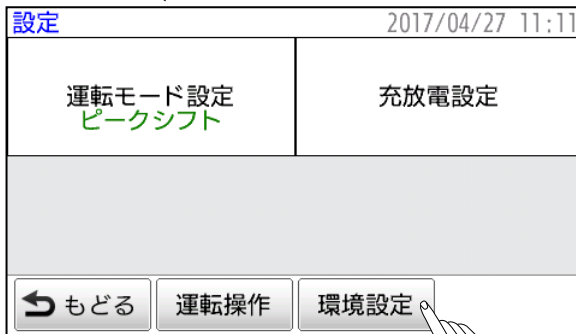 設定 2017/04/27 11:11
運転モード設定 充放電設定
ピークシフト
もどる 運転操作 環境設定